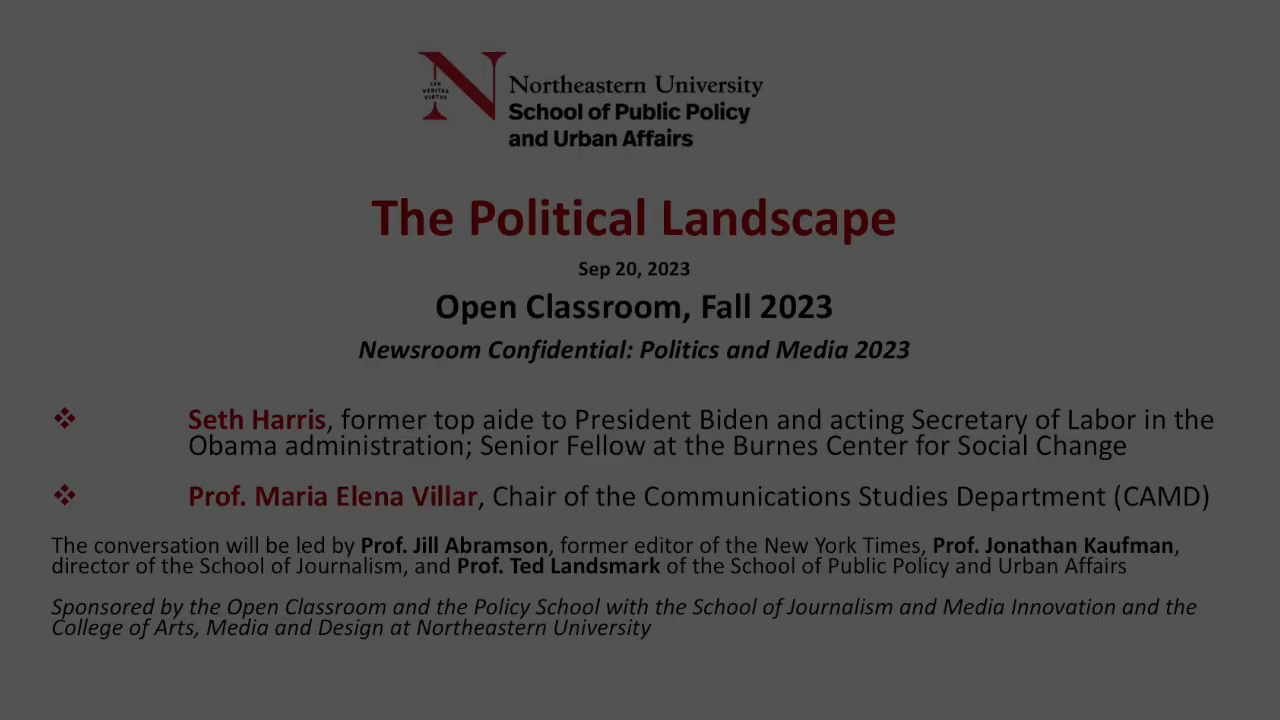 LUX
VERITAS
VIRTVS
Northeastern University
School of Public Policy
and Urban Affairs
The Political Landscape
Sep 20, 2023
Open Classroom, Fall 2023
Newsroom Confidential: Politics and Media 2023
Seth Harris, former top aide to President Biden and acting Secretary of Labor in the
Obama administration; Senior Fellow at the Burnes Center for Social Change
Prof. Maria Elena Villar, Chair of the Communications Studies Department (CAMD)
The conversation will be led by Prof. Jill Abramson, former editor of the New York Times, Prof. Jonathan Kaufman,
director of the School of Journalism, and Prof. Ted Landsmark of the School of Public Policy and Urban Affairs
Sponsored by the Open Classroom and the Policy School with the School of Journalism and Media Innovation and the
College of Arts, Media and Design at Northeastern University